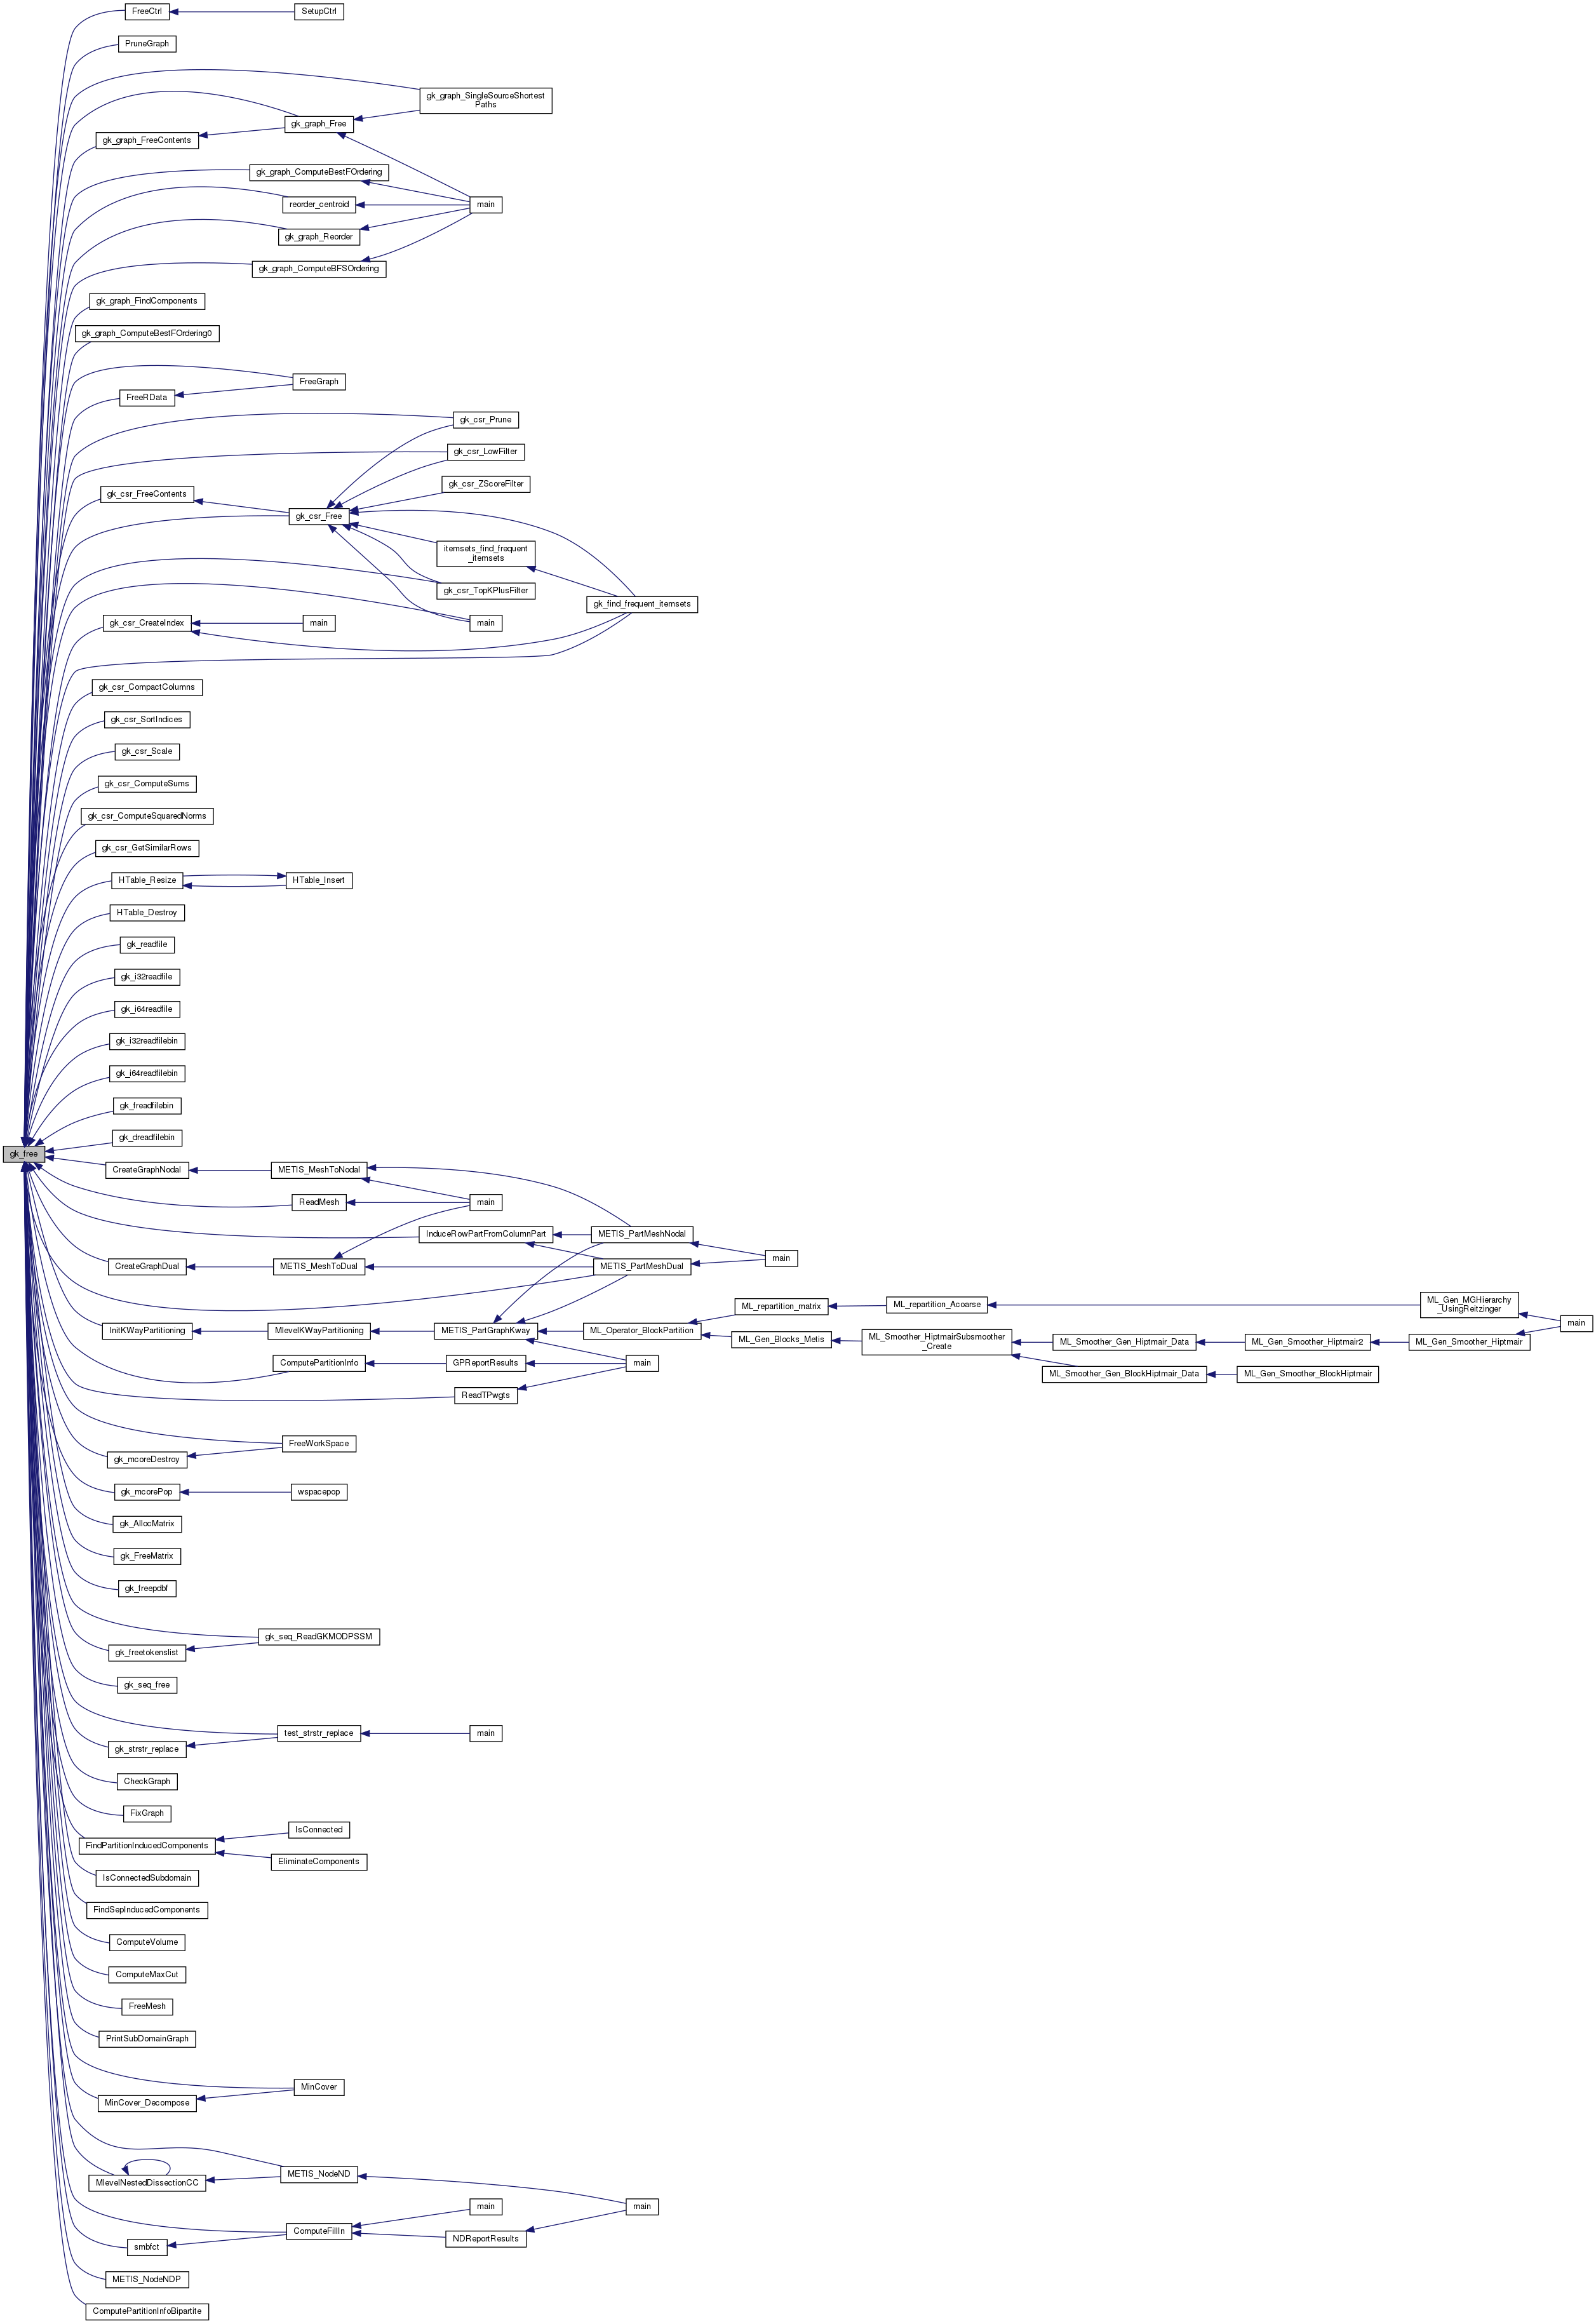 FreeCtrl
SetupCtrl
PruneGraph
gk_graph_SingleSourceShortest
Paths
gk_graph_Free
gk_graph_FreeContents
gk_graph_ComputeBestFOrdering
reorder_centroid
main
gk_graph_Reorder
gk_graph_ComputeBFSOrdering
gk_graph_FindComponents
gk_graph_ComputeBestFOrdering0
FreeGraph
FreeRData
gk_csr_Prune
gk_csr_LowFilter
gk_csr_ZScoreFilter
gk_csr_FreeContents
gk_csr_Free
itemsets_find_frequent
_itemsets
gk_csr_TopKPlusFilter
gk_find_frequent_itemsets
gk_csr_CreateIndex
main
main
gk_csr_CompactColumns
gk_csr_SortIndices
gk_csr_Scale
gk_csr_ComputeSums
gk_csr_ComputeSquaredNorms
gk_csr_GetSimilarRows
HTable_Resize
HTable_Insert
HTable_Destroy
gk_readfile
gk_i32readfile
gk_i64readfile
gk_i32readfilebin
gk_i64readfilebin
gk_freadfilebin
gk_dreadfilebin
gk_free
CreateGraphNodal
METIS_MeshToNodal
ReadMesh
main
InduceRowPartFromColumnPart
METIS_PartMeshNodal
main
CreateGraphDual
METIS_MeshToDual
METIS_PartMeshDual
ML_repartition_matrix
ML_repartition_Acoarse
ML_Gen_MGHierarchy
_UsingReitzinger
main
InitKWayPartitioning
MlevelKWayPartitioning
METIS_PartGraphKway
ML_Operator_BlockPartition
ML_Gen_Blocks_Metis
ML_Smoother_HiptmairSubsmoother
_Create
ML_Smoother_Gen_Hiptmair_Data
ML_Gen_Smoother_Hiptmair2
ML_Gen_Smoother_Hiptmair
ComputePartitionInfo
GPReportResults
main
ML_Smoother_Gen_BlockHiptmair_Data
ML_Gen_Smoother_BlockHiptmair
ReadTPwgts
FreeWorkSpace
gk_mcoreDestroy
gk_mcorePop
wspacepop
gk_AllocMatrix
gk_FreeMatrix
gk_freepdbf
gk_seq_ReadGKMODPSSM
gk_freetokenslist
gk_seq_free
test_strstr_replace
main
gk_strstr_replace
CheckGraph
FixGraph
IsConnected
FindPartitionInducedComponents
EliminateComponents
IsConnectedSubdomain
FindSepInducedComponents
ComputeVolume
ComputeMaxCut
FreeMesh
PrintSubDomainGraph
MinCover
MinCover_Decompose
METIS_NodeND
MlevelNestedDissectionCC
main
main
ComputeFillIn
NDReportResults
smbfct
METIS_NodeNDP
ComputePartitionInfoBipartite